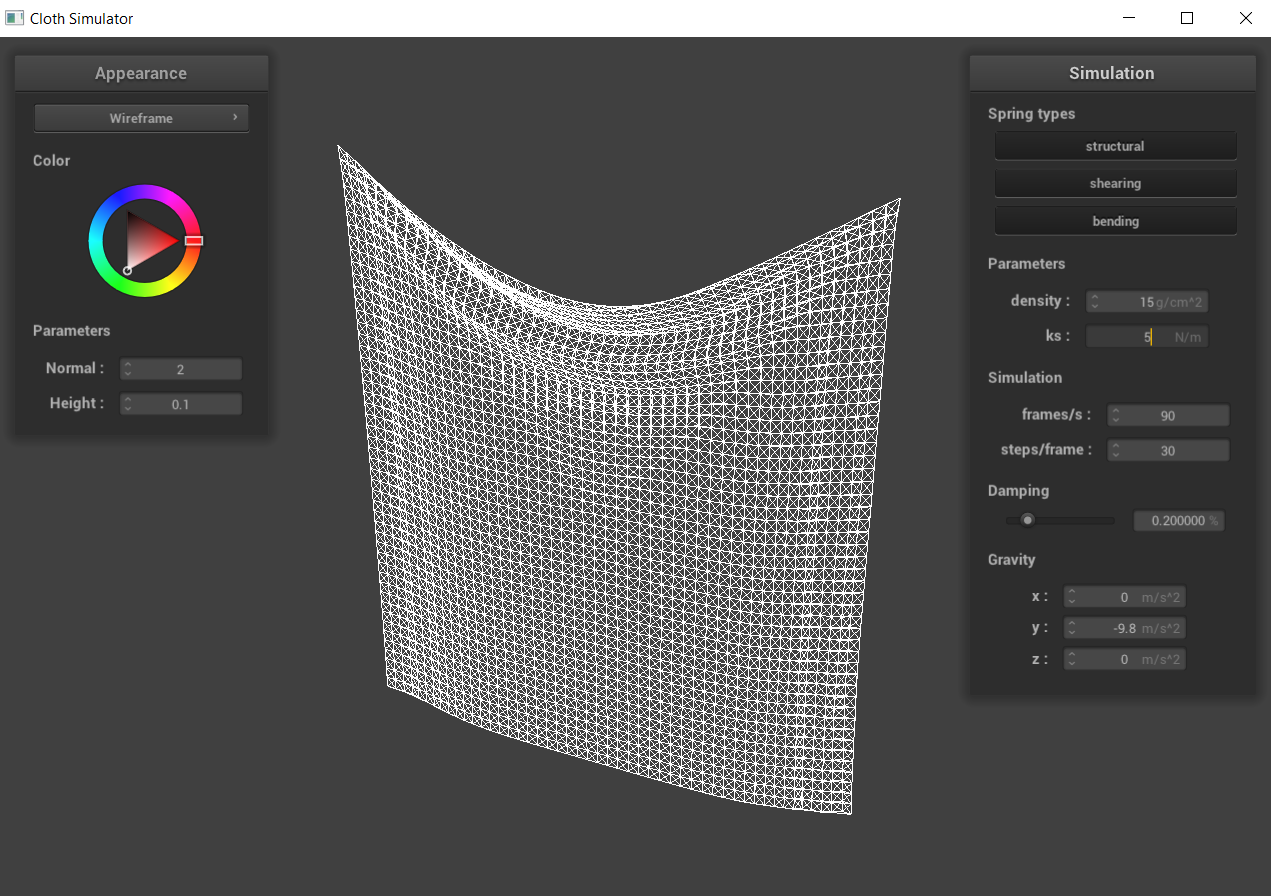 Cloth Simulator
Appearance
Wireframe
Color
Parameters
Normal : 2
Height : 0.1
Simulation
Spring types
structural
shearing
bending
Parameters
density : 15 g/cm^2
ks : 5 N/m
Simulation
frames/s : 90
steps/frame : 30
Damping
0.200000 %
Gravity
x : 0 m/s^2
y : -9.8 m/s^2
z : 0 m/s^2